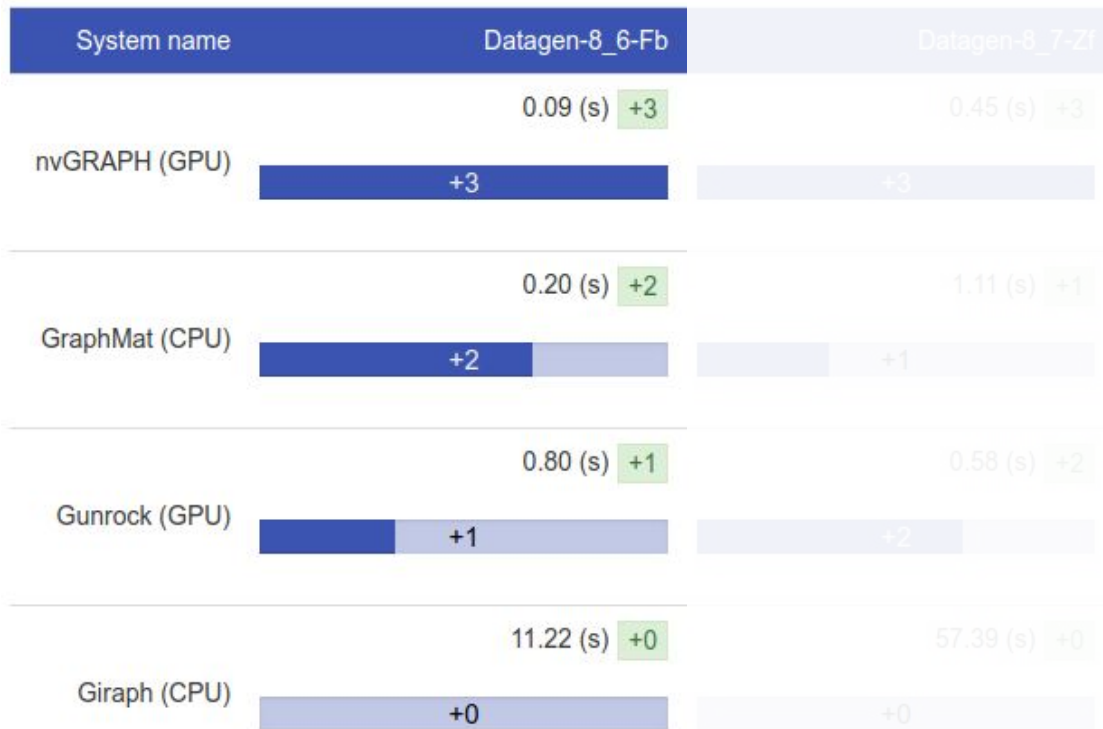 System name Datagen-8_6-Fb Datagen-8_7-Zf
0.09 (s) +3 0.45 (s) +3
nvGRAPH (GPU)
+3 +3
0.20 (s) +2 1.11 (s) +1
GraphMat (CPU)
+2 +1
0.80 (s) +1 0.58 (s) +2
Gunrock (GPU)
+1 +2
11.22 (s) +0 57.39 (s) +0
Giraph (CPU)
+0 +0